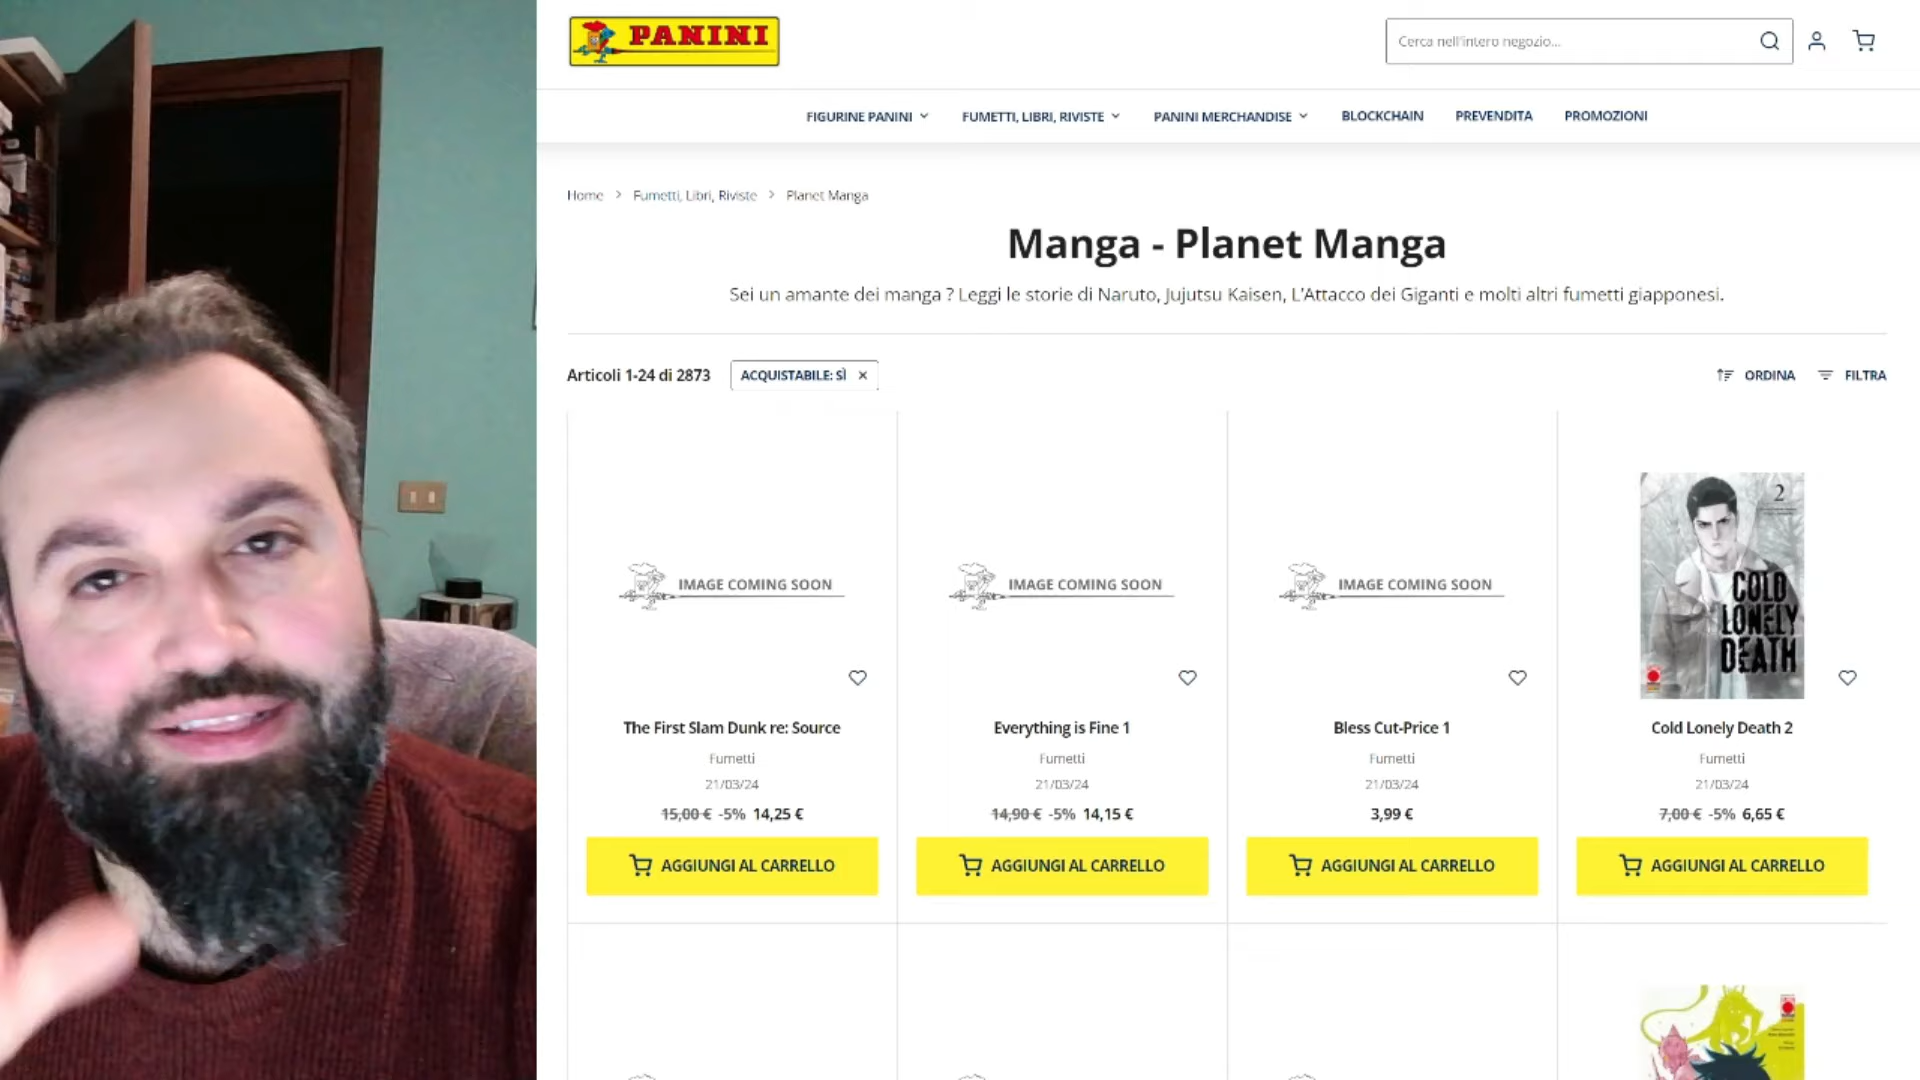 PANINI
Cerca nell'intero negozio...
FIGURINE PANINI
FUMETTI, LIBRI, RIVISTE
PANINI MERCHANDISE
BLOCKCHAIN
PREVENDITA
PROMOZIONI
Home > Fumetti, Libri, Riviste > Planet Manga
Manga - Planet Manga
Sei un amante dei manga ? Leggi le storie di Naruto, Jujutsu Kaisen, L'Attacco dei Giganti e molti altri fumetti giapponesi.
Articoli 1-24 di 2873
ACQUISTABILE: SÌ ×
ORDINA
FILTRA
IMAGE COMING SOON
The First Slam Dunk re: Source
Fumetti
21/03/24
15,00 € -5% 14,25 €
AGGIUNGI AL CARRELLO
IMAGE COMING SOON
Everything is Fine 1
Fumetti
21/03/24
14,90 € -5% 14,15 €
AGGIUNGI AL CARRELLO
IMAGE COMING SOON
Bless Cut-Price 1
Fumetti
21/03/24
3,99 €
AGGIUNGI AL CARRELLO
2
COLD
LONELY
DEATH
Cold Lonely Death 2
Fumetti
21/03/24
7,00 € -5% 6,65 €
AGGIUNGI AL CARRELLO